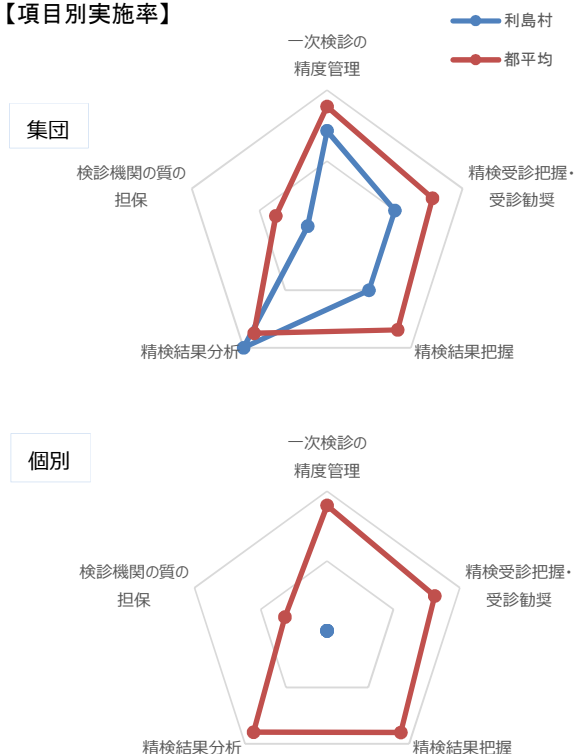 【項目別実施率】
利島村
都平均
集団
一次検診の
精度管理
精検受診把握・
受診勧奨
精検結果把握
精検結果分析
検診機関の質の
担保
個別
一次検診の
精度管理
精検受診把握・
受診勧奨
精検結果把握
精検結果分析
検診機関の質の
担保